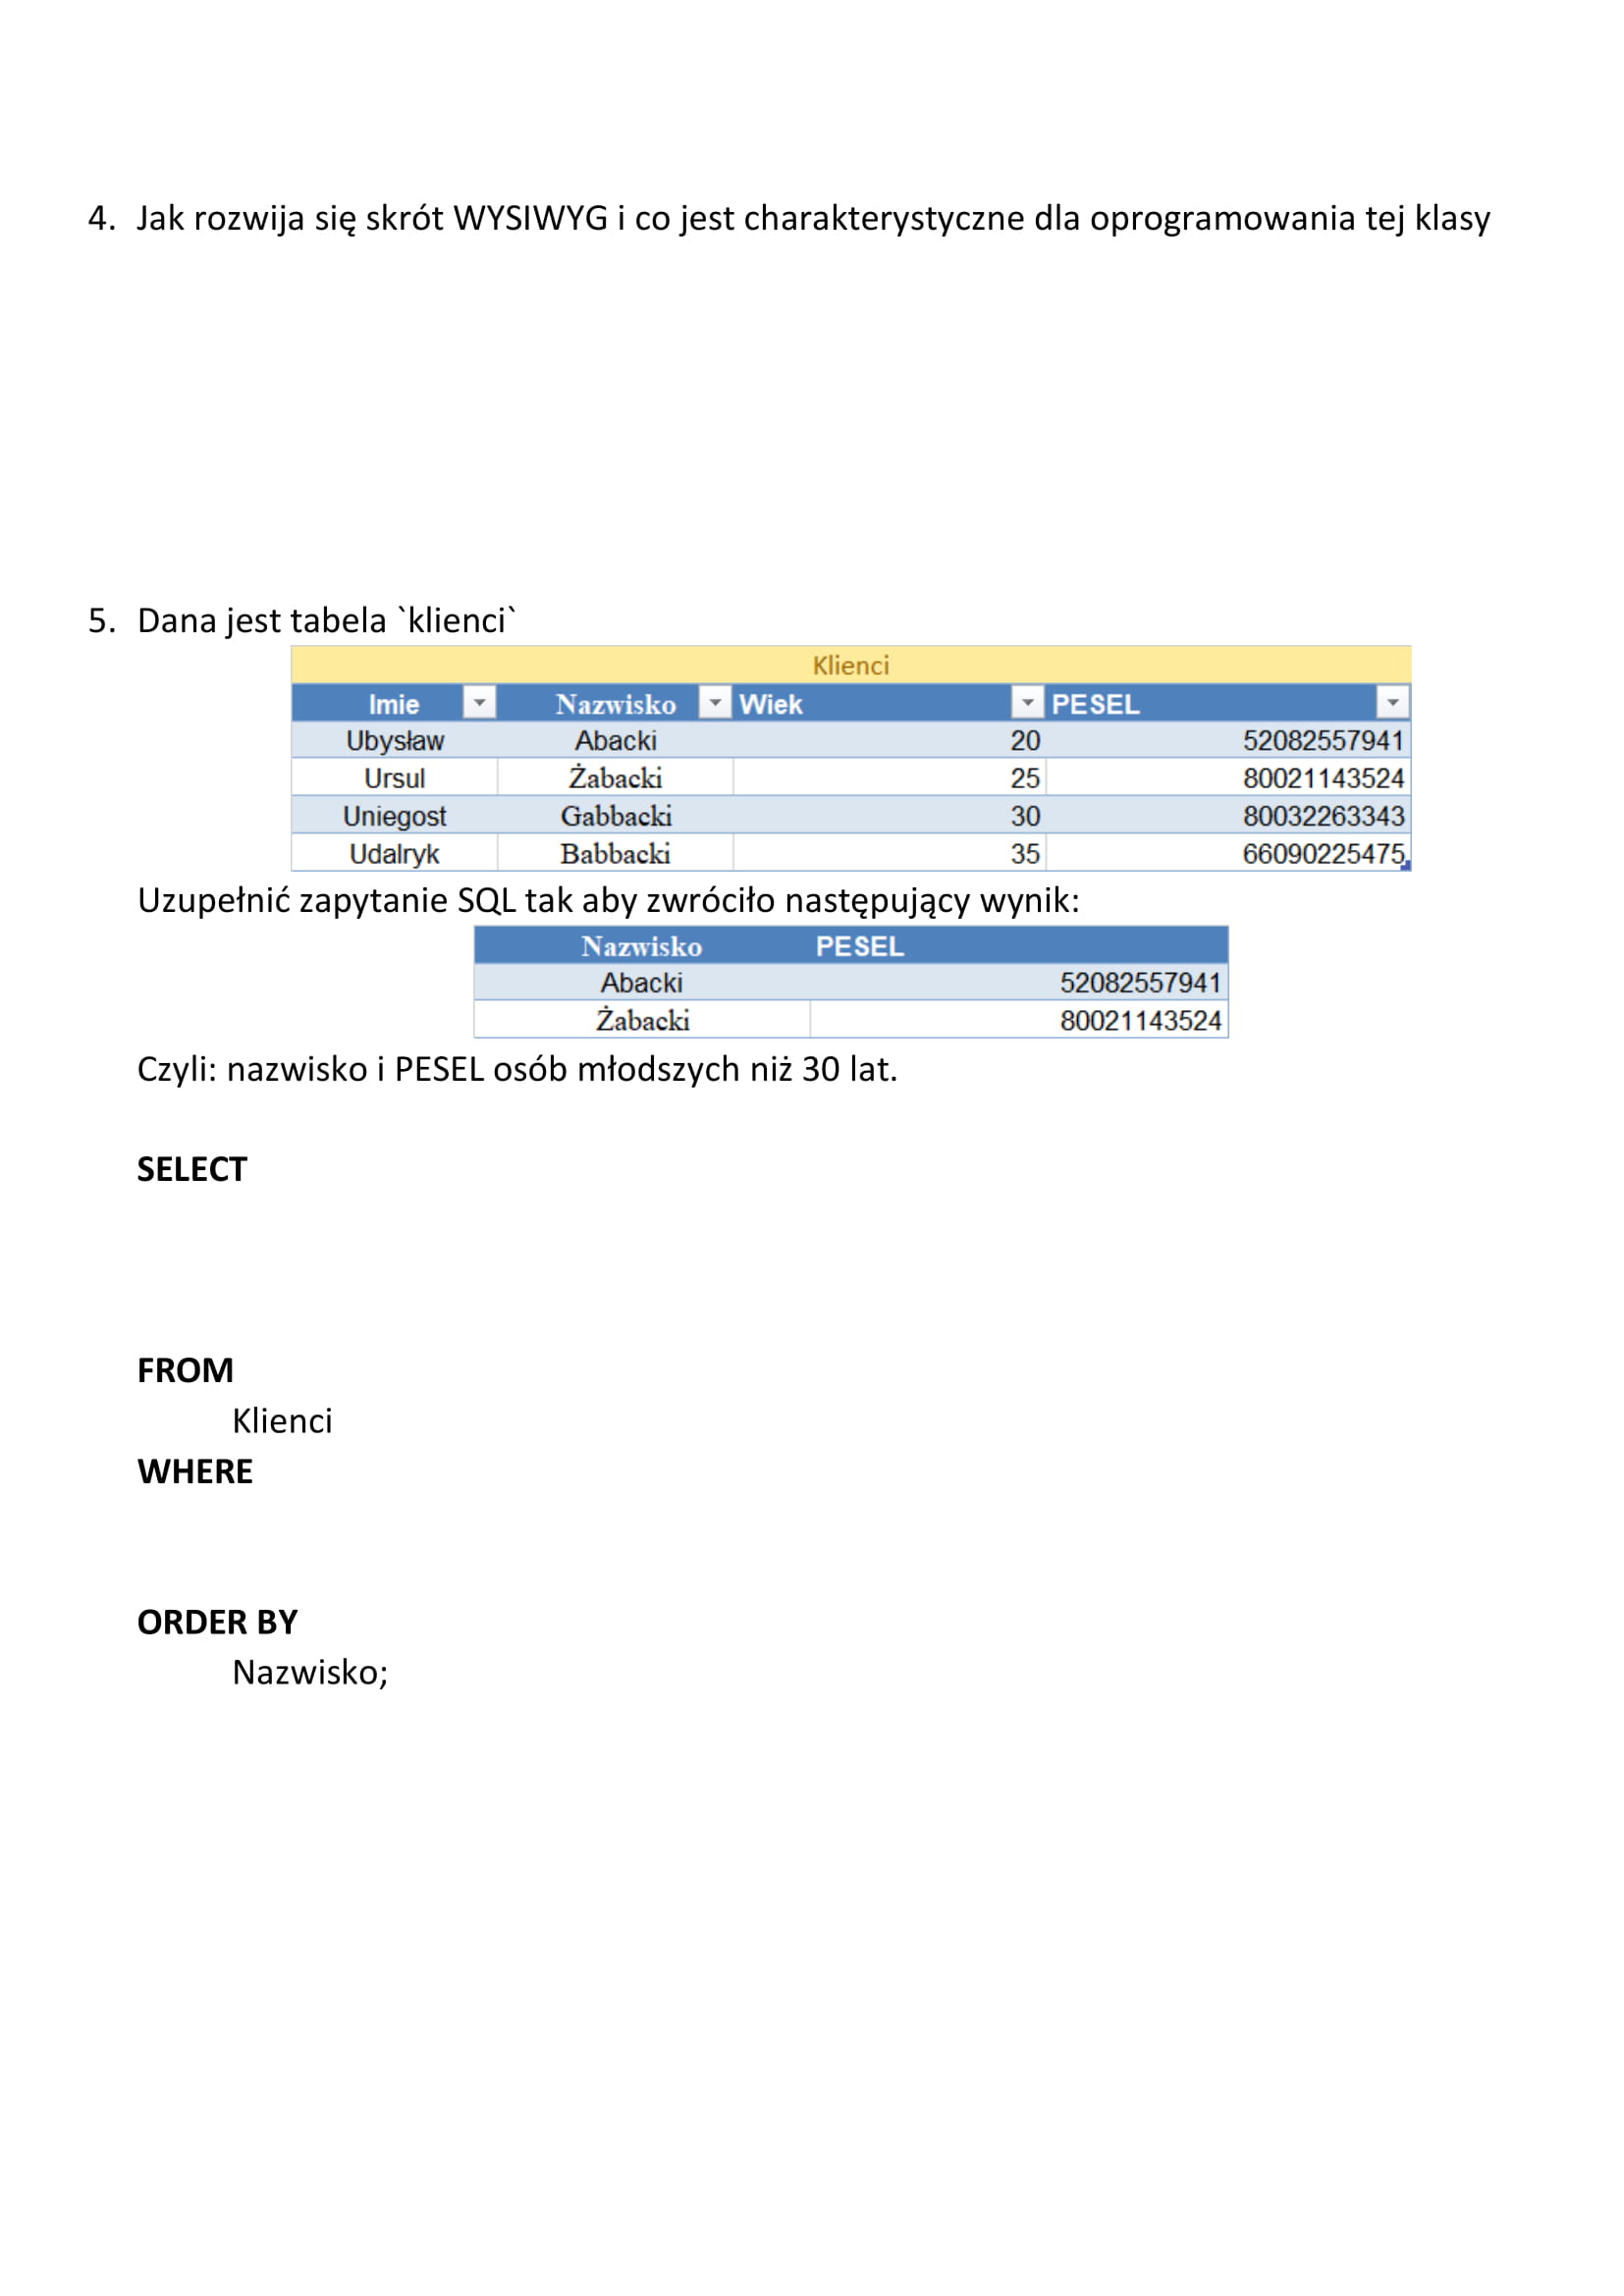 4. Jak rozwija się skrót WYSIWYG i co jest charakterystyczne dla oprogramowania tej klasy
5. Dana jest tabela `klienci`
Klienci
Imie Nazwisko Wiek PESEL
Ubysław Abacki 20 52082557941
Ursul Żabacki 25 80021143524
Uniegost Gabbacki 30 80032263343
Udalryk Babbacki 35 66090225475
Uzupełnić zapytanie SQL tak aby zwróciło następujący wynik:
Nazwisko PESEL
Abacki 52082557941
Żabacki 80021143524
Czyli: nazwisko i PESEL osób młodszych niż 30 lat.
SELECT
FROM
Klienci
WHERE
ORDER BY
Nazwisko;